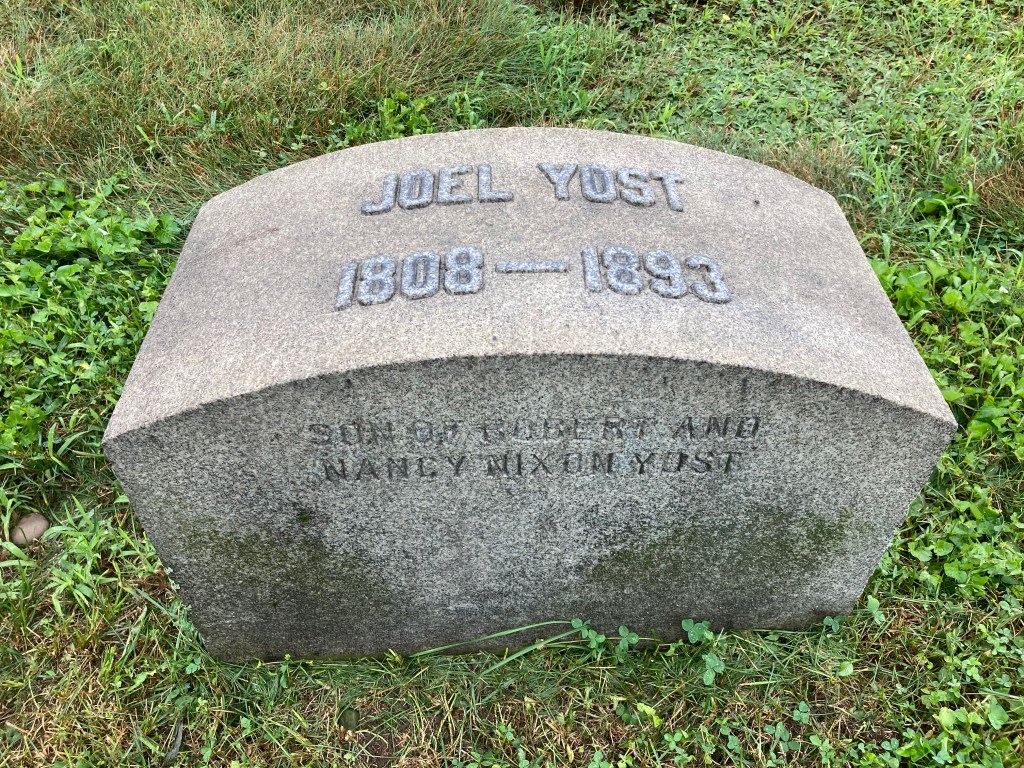 JOEL YOST
1808 — 1893
SON OF ROBERT AND
NANCY NIXON YOST